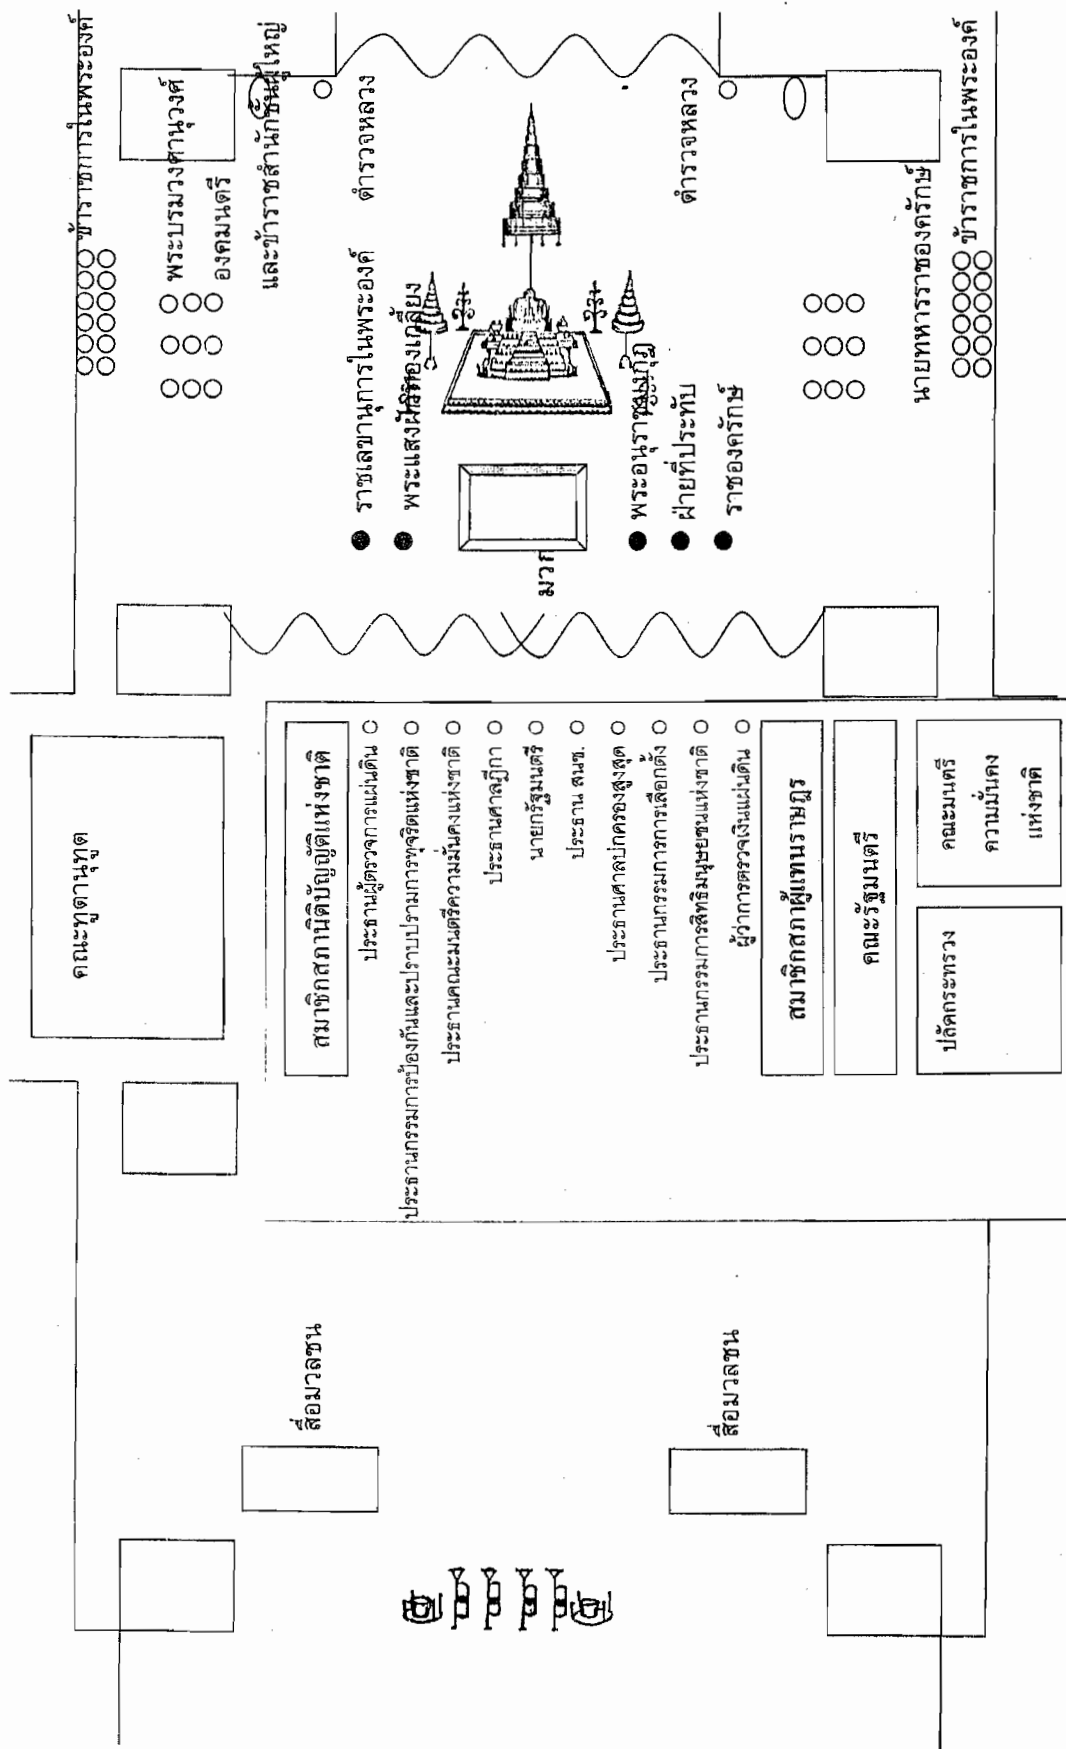 ข้าราชการในพระองค์
พระบรมวงศานุวงศ์
องคมนตรี
และข้าราชสำนักชั้นผู้ใหญ่
ตำรวจหลวง
ตำรวจหลวง
ราชเลขานุการในพระองค์
พระแสงฝักทองเกลี้ยง
พระอนุราชมงกุฎ
ฝ่ายที่ประทับ
ราชองครักษ์
นายทหารราชองครักษ์
ข้าราชการในพระองค์
คณะทูตานุทูต
สมาชิกสภานิติบัญญัติแห่งชาติ
ประธานผู้ตรวจการแผ่นดิน
ประธานกรรมการป้องกันและปราบปรามการทุจริตแห่งชาติ
ประธานคณะมนตรีความมั่นคงแห่งชาติ
ประธานศาลฎีกา
นายกรัฐมนตรี
ประธาน สนช.
ประธานศาลปกครองสูงสุด
ประธานกรรมการการเลือกตั้ง
ประธานกรรมการสิทธิมนุษยชนแห่งชาติ
ผู้ว่าการตรวจเงินแผ่นดิน
สมาชิกสภาผู้แทนราษฎร
คณะรัฐมนตรี
คณะมนตรี
ความมั่นคง
แห่งชาติ
ปลัดกระทรวง
สื่อมวลชน
สื่อมวลชน